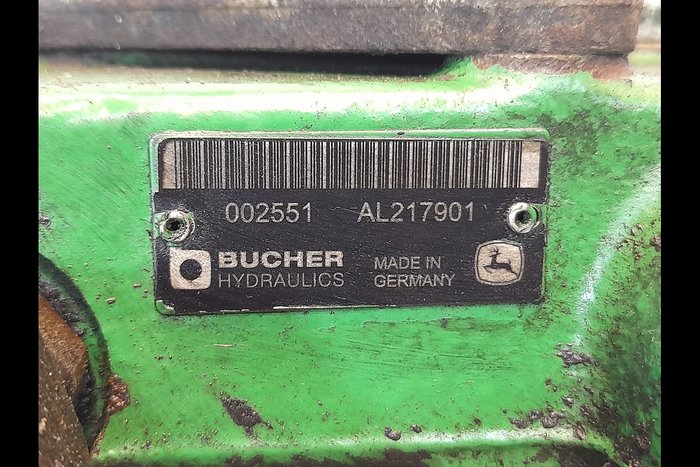 002551 AL217901
BUCHER
HYDRAULICS
MADE IN
GERMANY